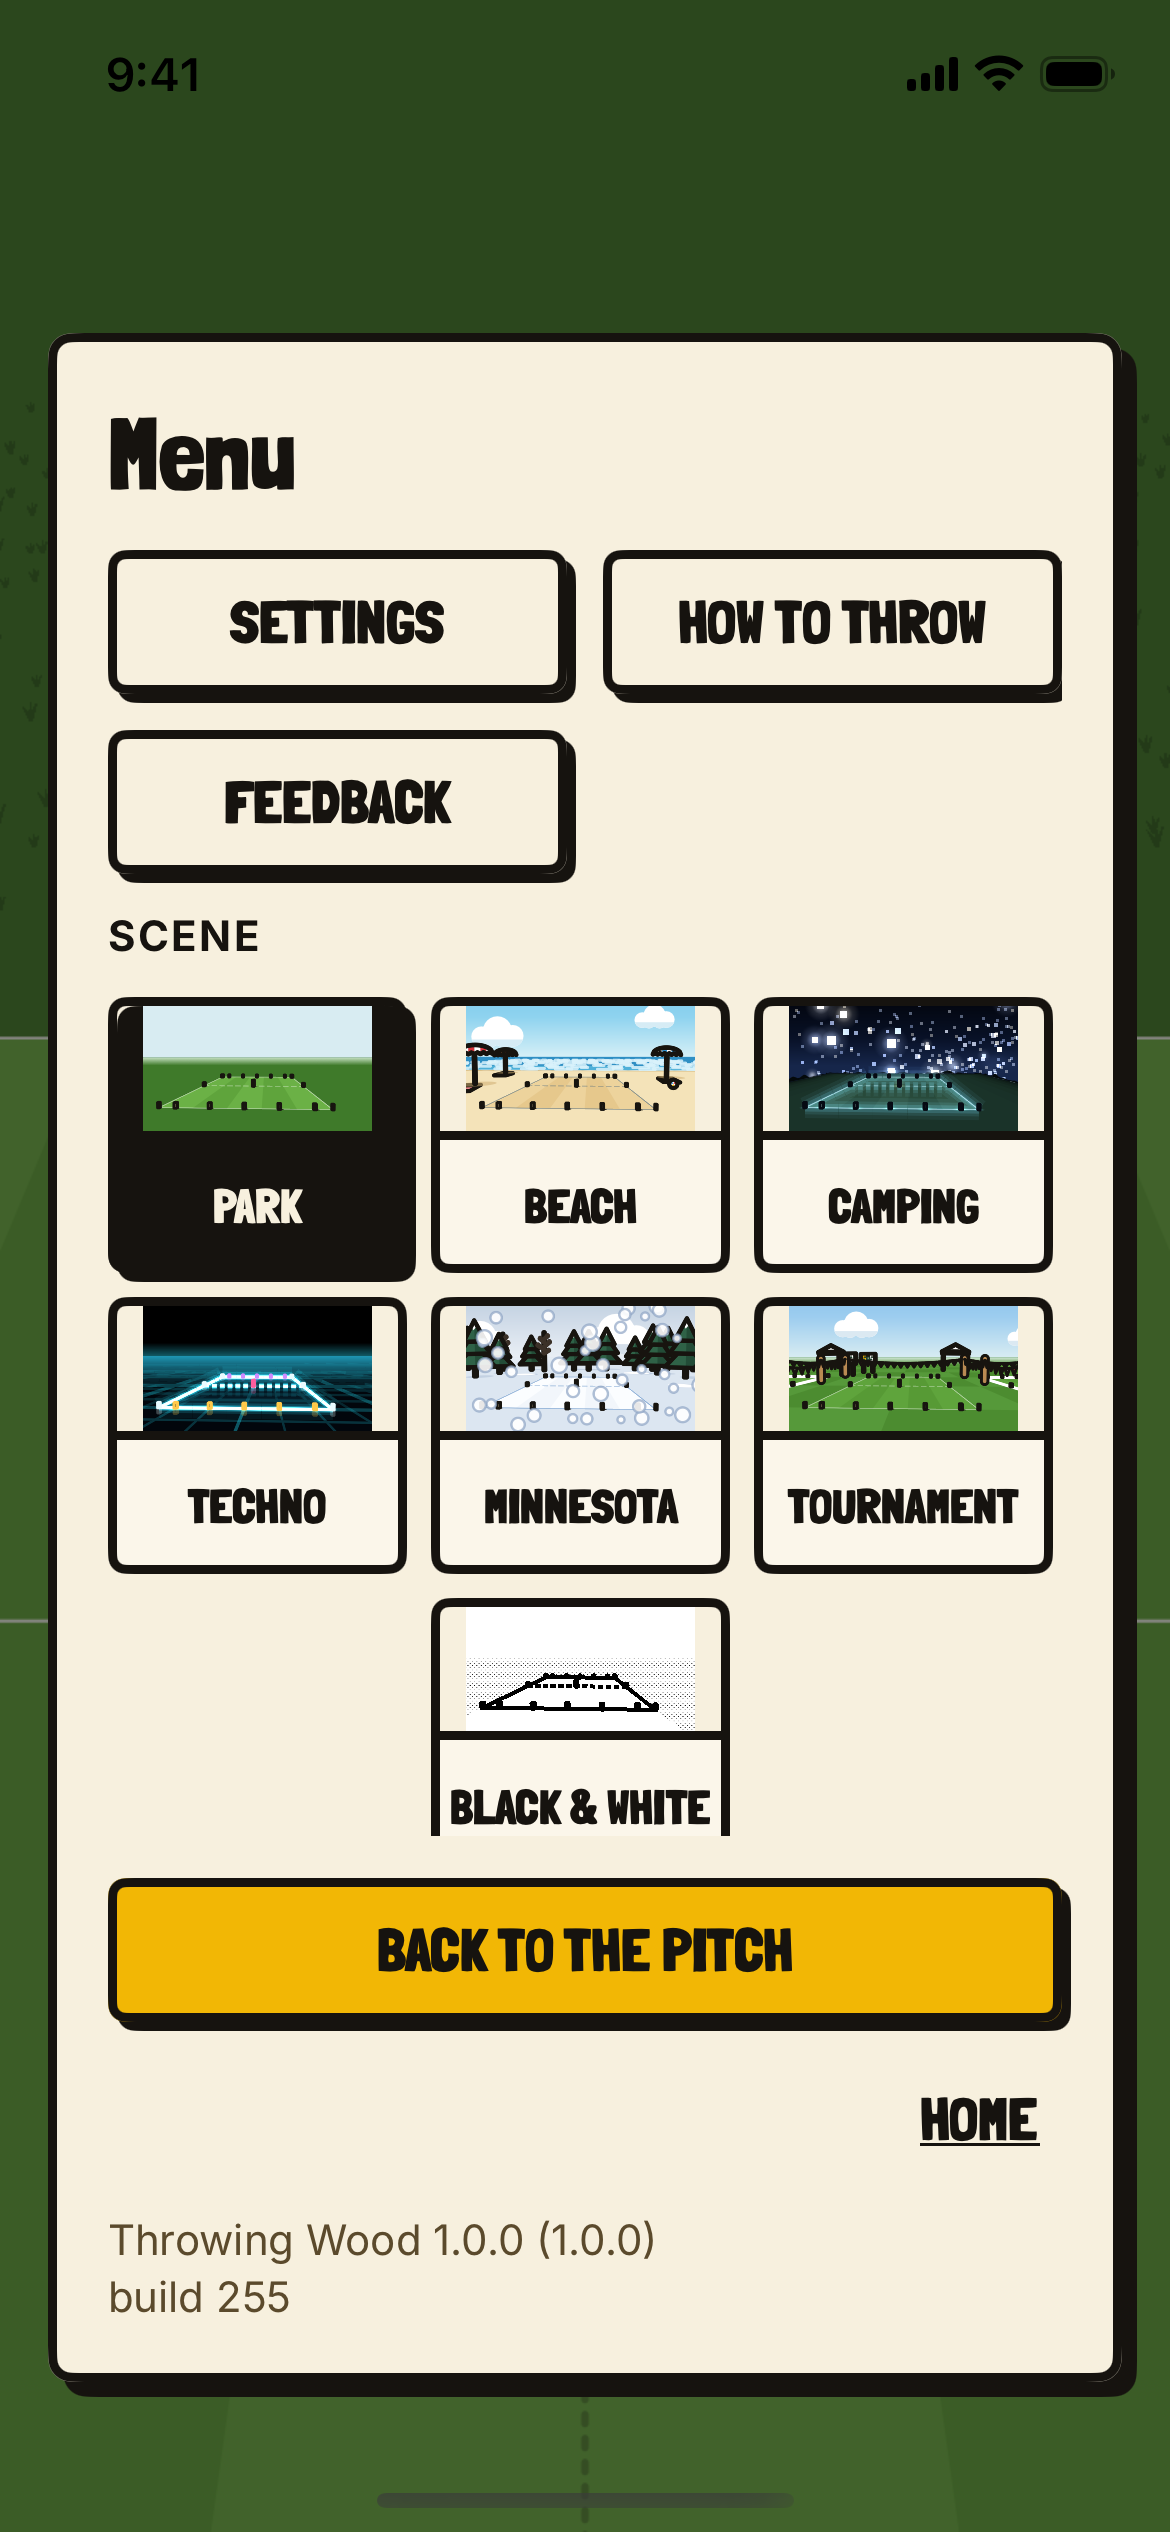 9:41
Menu
SETTINGS
HOW TO THROW
FEEDBACK
SCENE
PARK
BEACH
CAMPING
TECHNO
MINNESOTA
TOURNAMENT
BLACK & WHITE
BACK TO THE PITCH
HOME
Throwing Wood 1.0.0 (1.0.0)
build 255